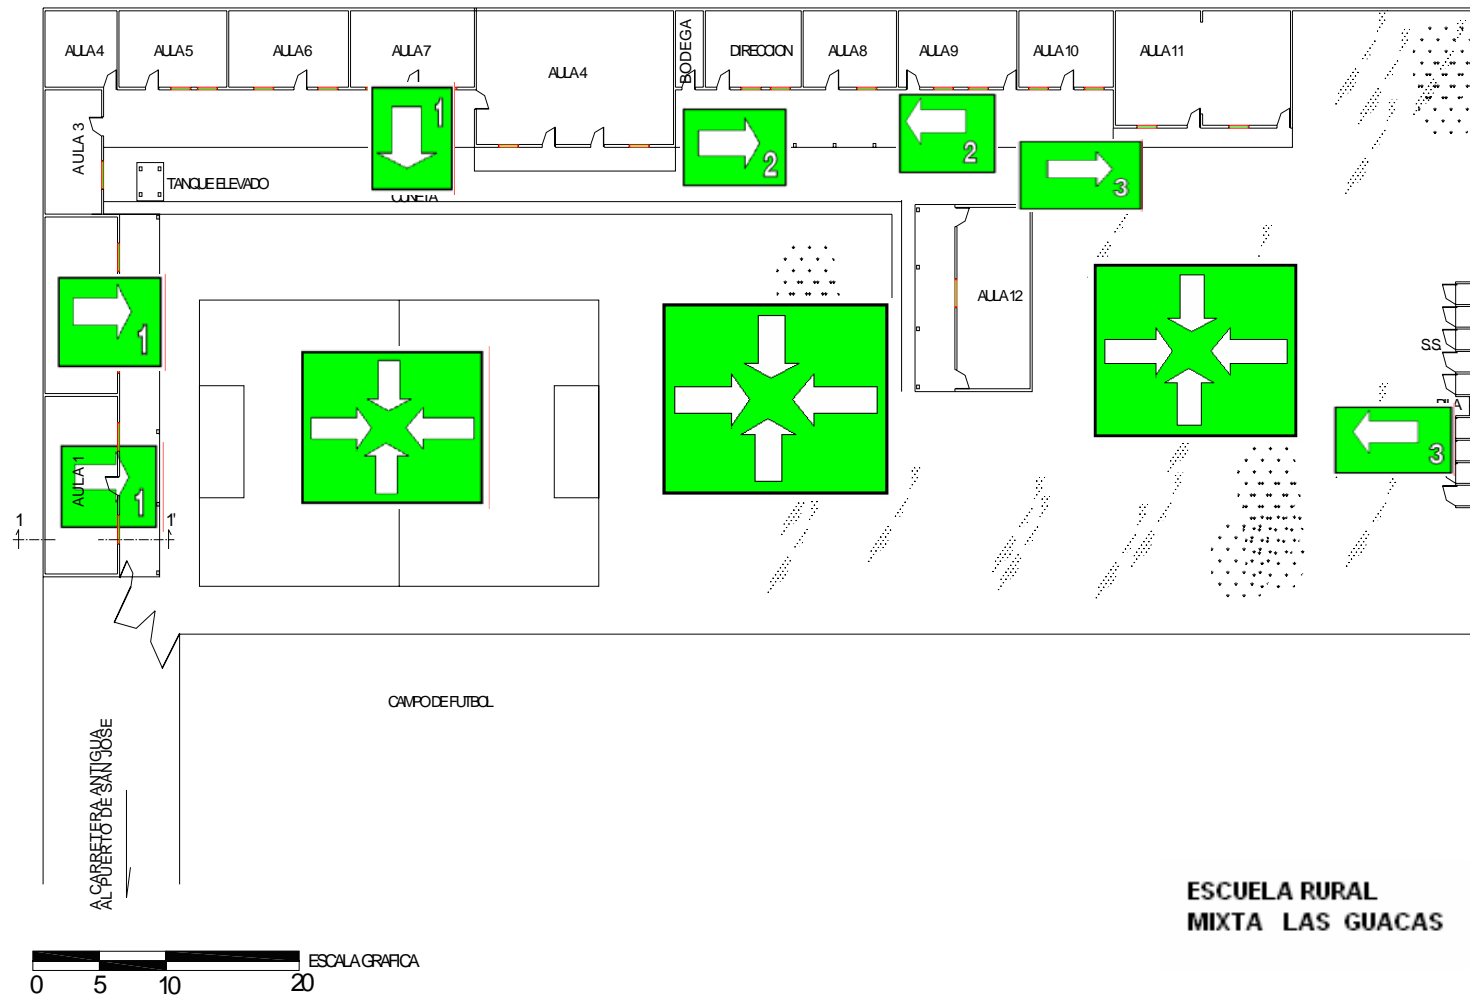 AULA 4
AULA 5
AULA 6
AULA 7
AULA 4
BODEGA
DIRECCION
AULA 8
AULA 9
AULA 10
AULA 11
AULA 3
TANQUE ELEVADO
1
2
2
3
CUNETA
1
AULA 12
S.S.
PILA
3
AULA 1
1
1
1'
CAMPO DE FUTBOL
A CARRETERA ANTIGUA
AL PUERTO DE SAN JOSE
ESCUELA RURAL
MIXTA LAS GUACAS
ESCALA GRAFICA
0 5 10 20